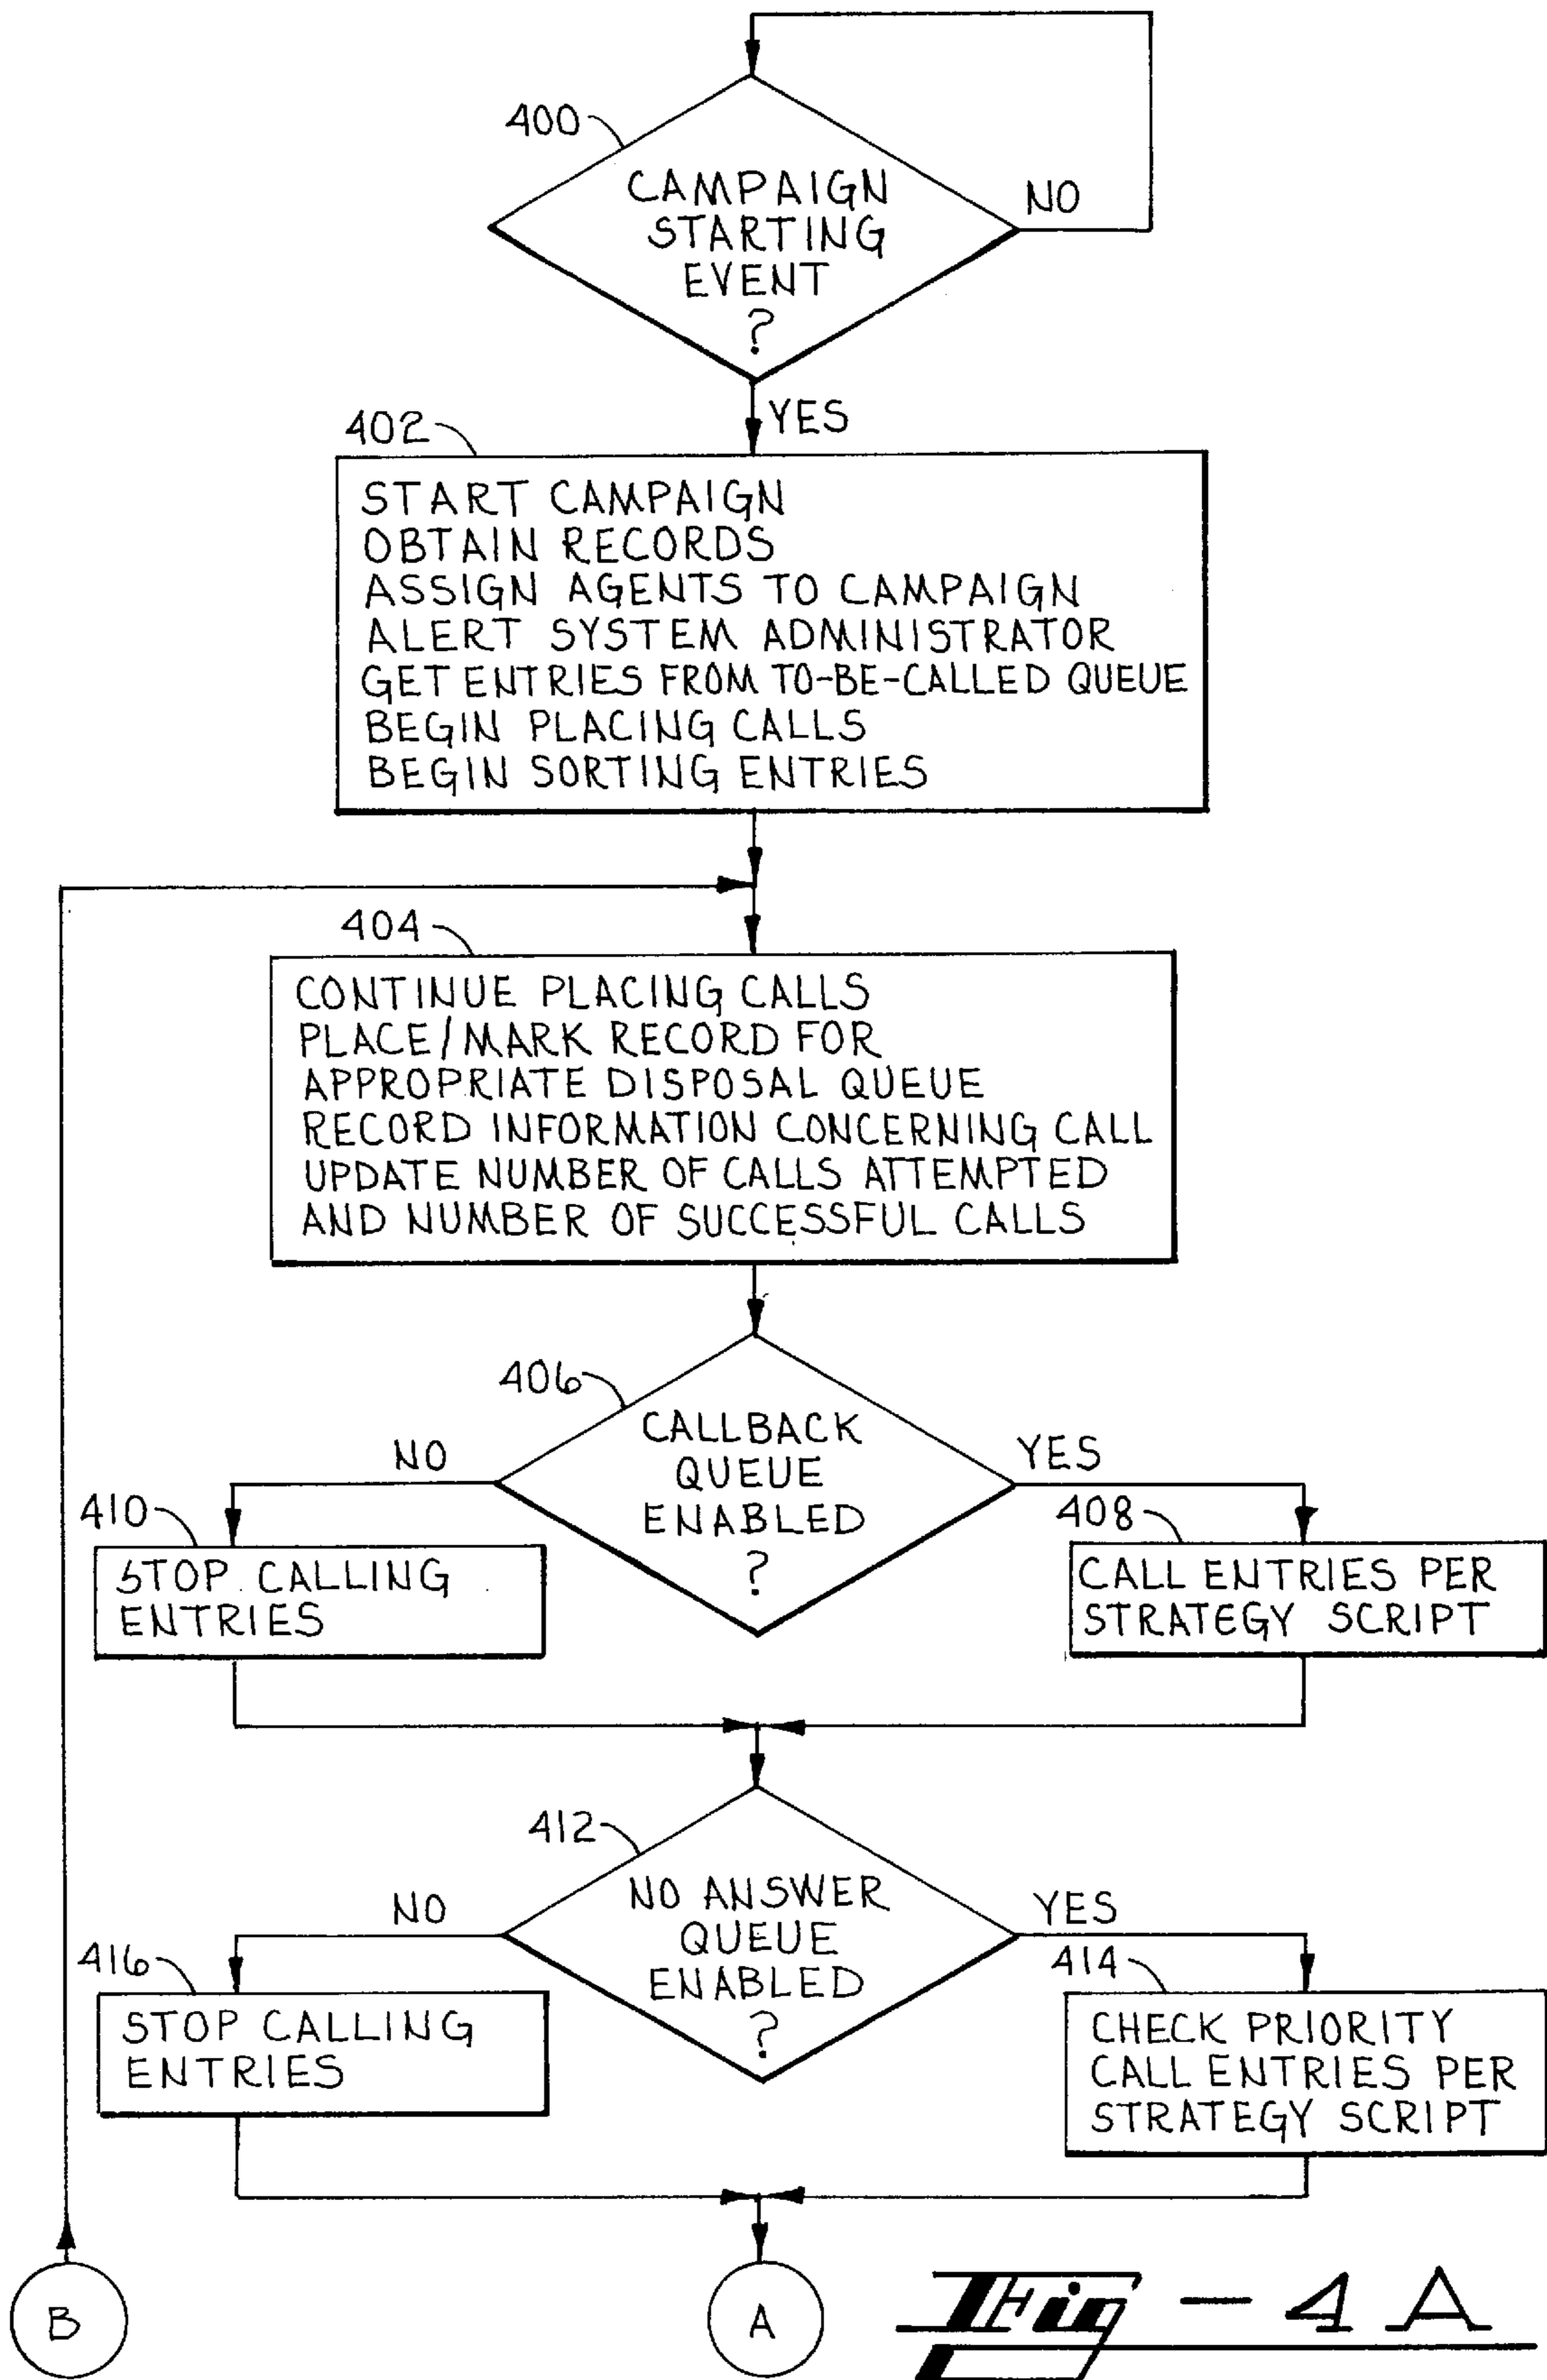 400
CAMPAIGN
STARTING
EVENT
?
NO
YES
402
START CAMPAIGN
OBTAIN RECORDS
ASSIGN AGENTS TO CAMPAIGN
ALERT SYSTEM ADMINISTRATOR
GET ENTRIES FROM TO-BE-CALLED QUEUE
BEGIN PLACING CALLS
BEGIN SORTING ENTRIES
404
CONTINUE PLACING CALLS
PLACE/MARK RECORD FOR
APPROPRIATE DISPOSAL QUEUE
RECORD INFORMATION CONCERNING CALL
UPDATE NUMBER OF CALLS ATTEMPTED
AND NUMBER OF SUCCESSFUL CALLS
406
CALLBACK
QUEUE
ENABLED
?
NO
YES
410
STOP CALLING
ENTRIES
408
CALL ENTRIES PER
STRATEGY SCRIPT
412
NO ANSWER
QUEUE
ENABLED
?
NO
YES
416
STOP CALLING
ENTRIES
414
CHECK PRIORITY
CALL ENTRIES PER
STRATEGY SCRIPT
B
A
Fig - 4A